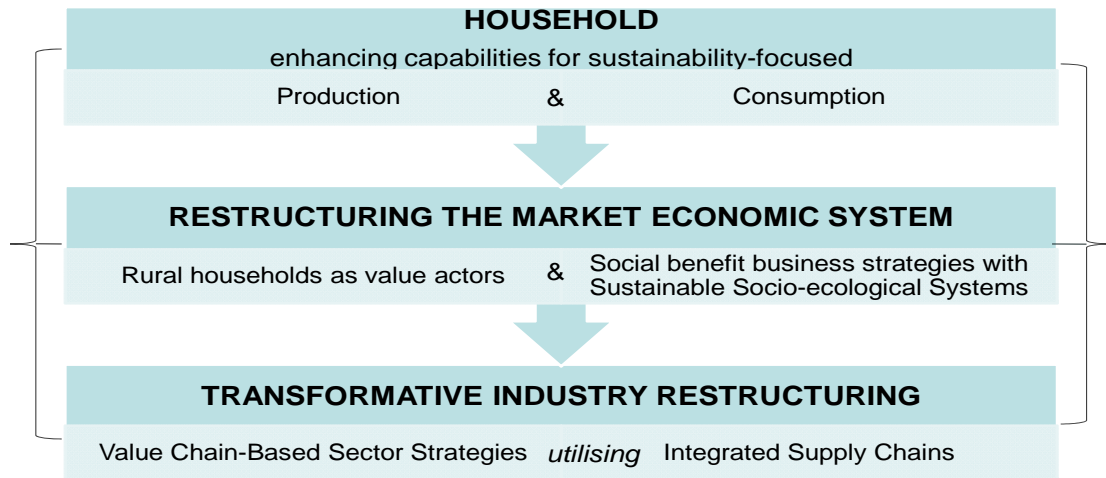 HOUSEHOLD
enhancing capabilities for sustainability-focused
Production & Consumption
RESTRUCTURING THE MARKET ECONOMIC SYSTEM
Rural households as value actors & Social benefit business strategies with
Sustainable Socio-ecological Systems
TRANSFORMATIVE INDUSTRY RESTRUCTURING
Value Chain-Based Sector Strategies utilising Integrated Supply Chains